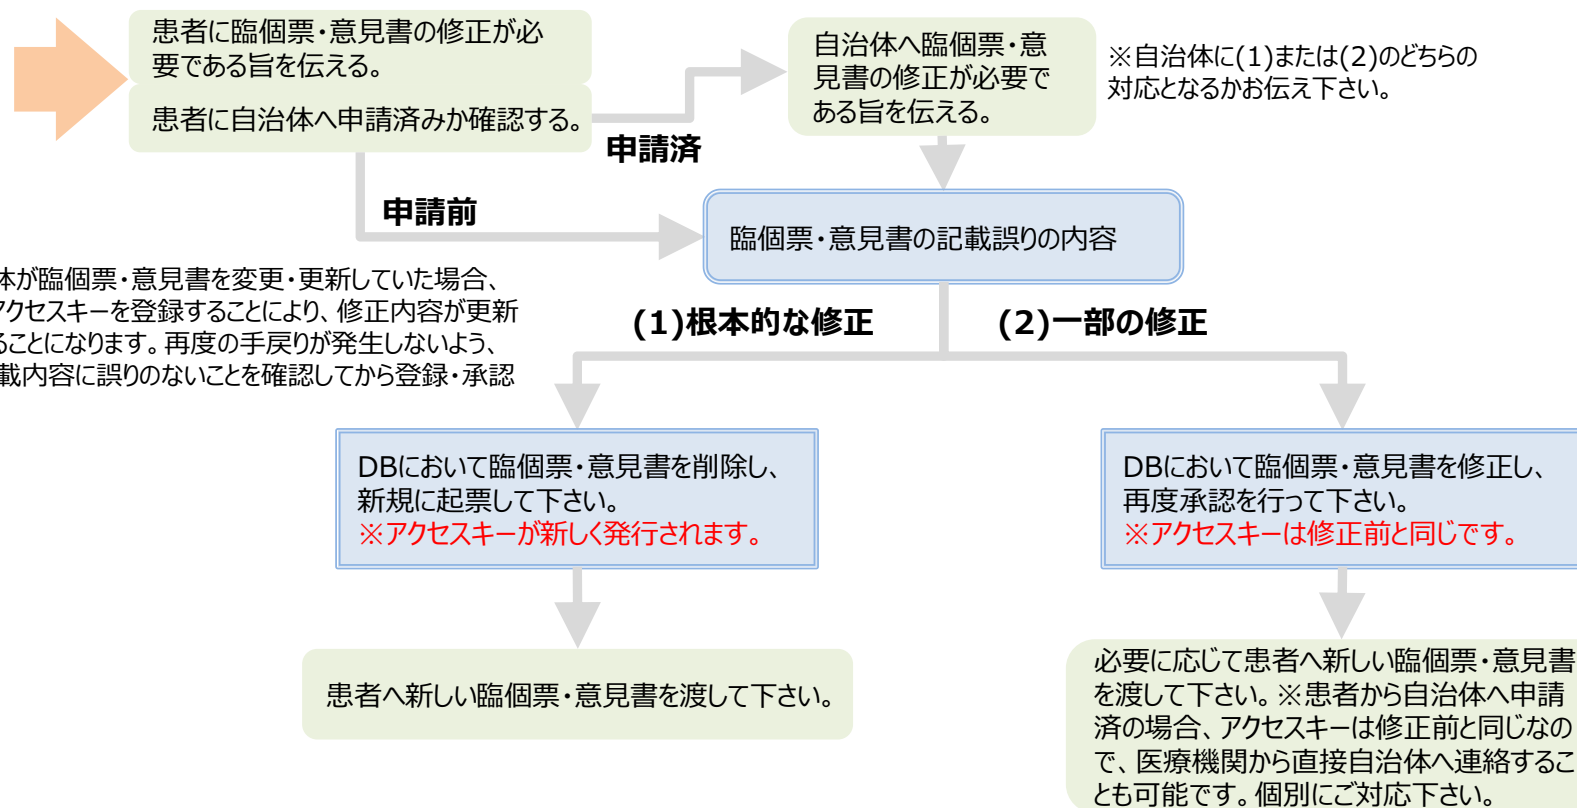 患者に臨個票・意見書の修正が必
要である旨を伝える。
患者に自治体へ申請済みか確認する。
自治体へ臨個票・意
見書の修正が必要で
ある旨を伝える。
※自治体に(1)または(2)のどちらの
対応となるかお伝え下さい。
申請済
申請前
臨個票・意見書の記載誤りの内容
体が臨個票・意見書を変更・更新していた場合、
アクセスキーを登録することにより、修正内容が更新
ることになります。再度の手戻りが発生しないよう、
載内容に誤りのないことを確認してから登録・承認
(1)根本的な修正
(2)一部の修正
DBにおいて臨個票・意見書を削除し、
新規に起票して下さい。
※アクセスキーが新しく発行されます。
DBにおいて臨個票・意見書を修正し、
再度承認を行って下さい。
※アクセスキーは修正前と同じです。
患者へ新しい臨個票・意見書を渡して下さい。
必要に応じて患者へ新しい臨個票・意見書
を渡して下さい。※患者から自治体へ申請
済の場合、アクセスキーは修正前と同じなの
で、医療機関から直接自治体へ連絡するこ
とも可能です。個別にご対応下さい。